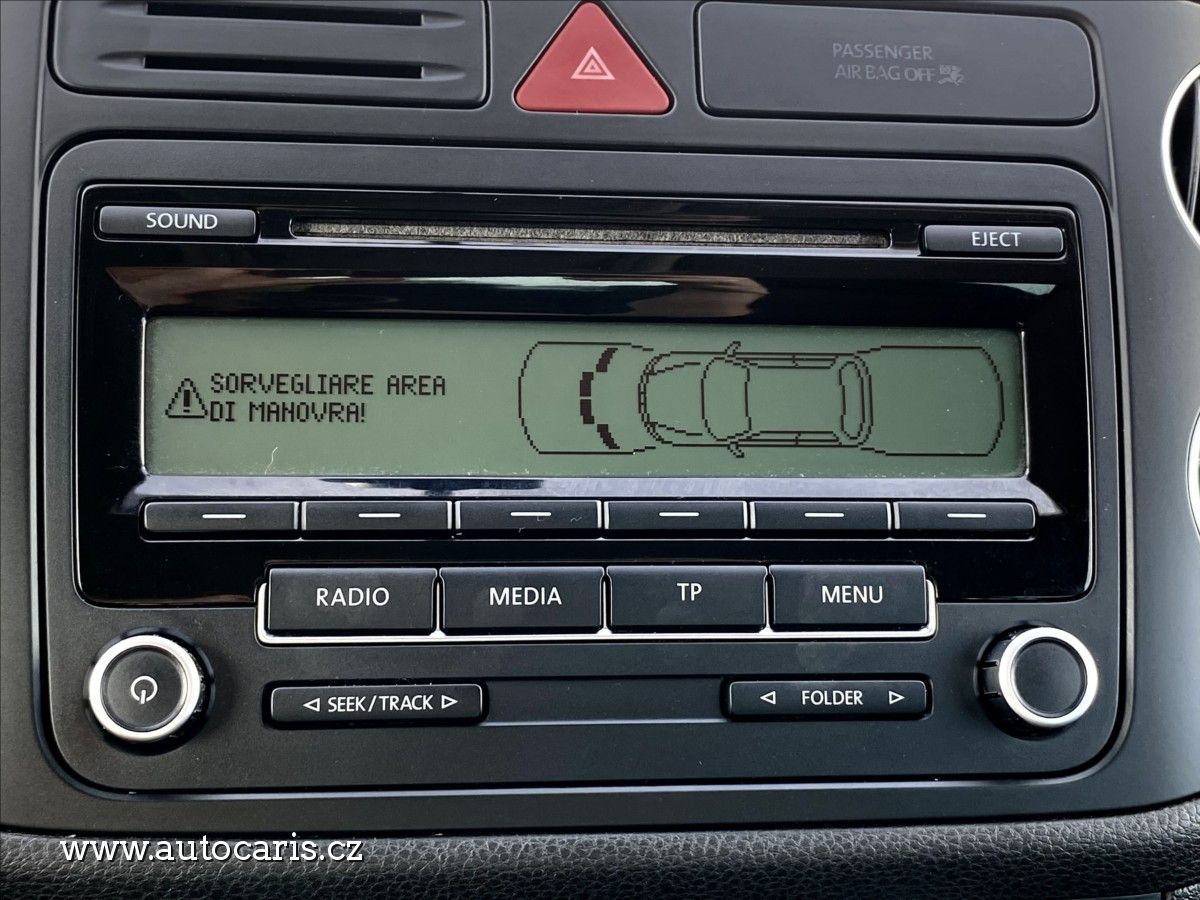 PASSENGER
AIR BAG OFF
SOUND
EJECT
SORVEGLIARE AREA
DI MANOVRA!
RADIO
MEDIA
TP
MENU
SEEK/TRACK
FOLDER
www.autocaris.cz